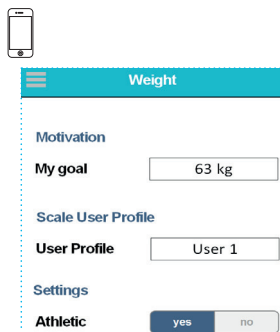 Weight
Motivation
My goal 63 kg
Scale User Profile
User Profile User 1
Settings
Athletic yes no